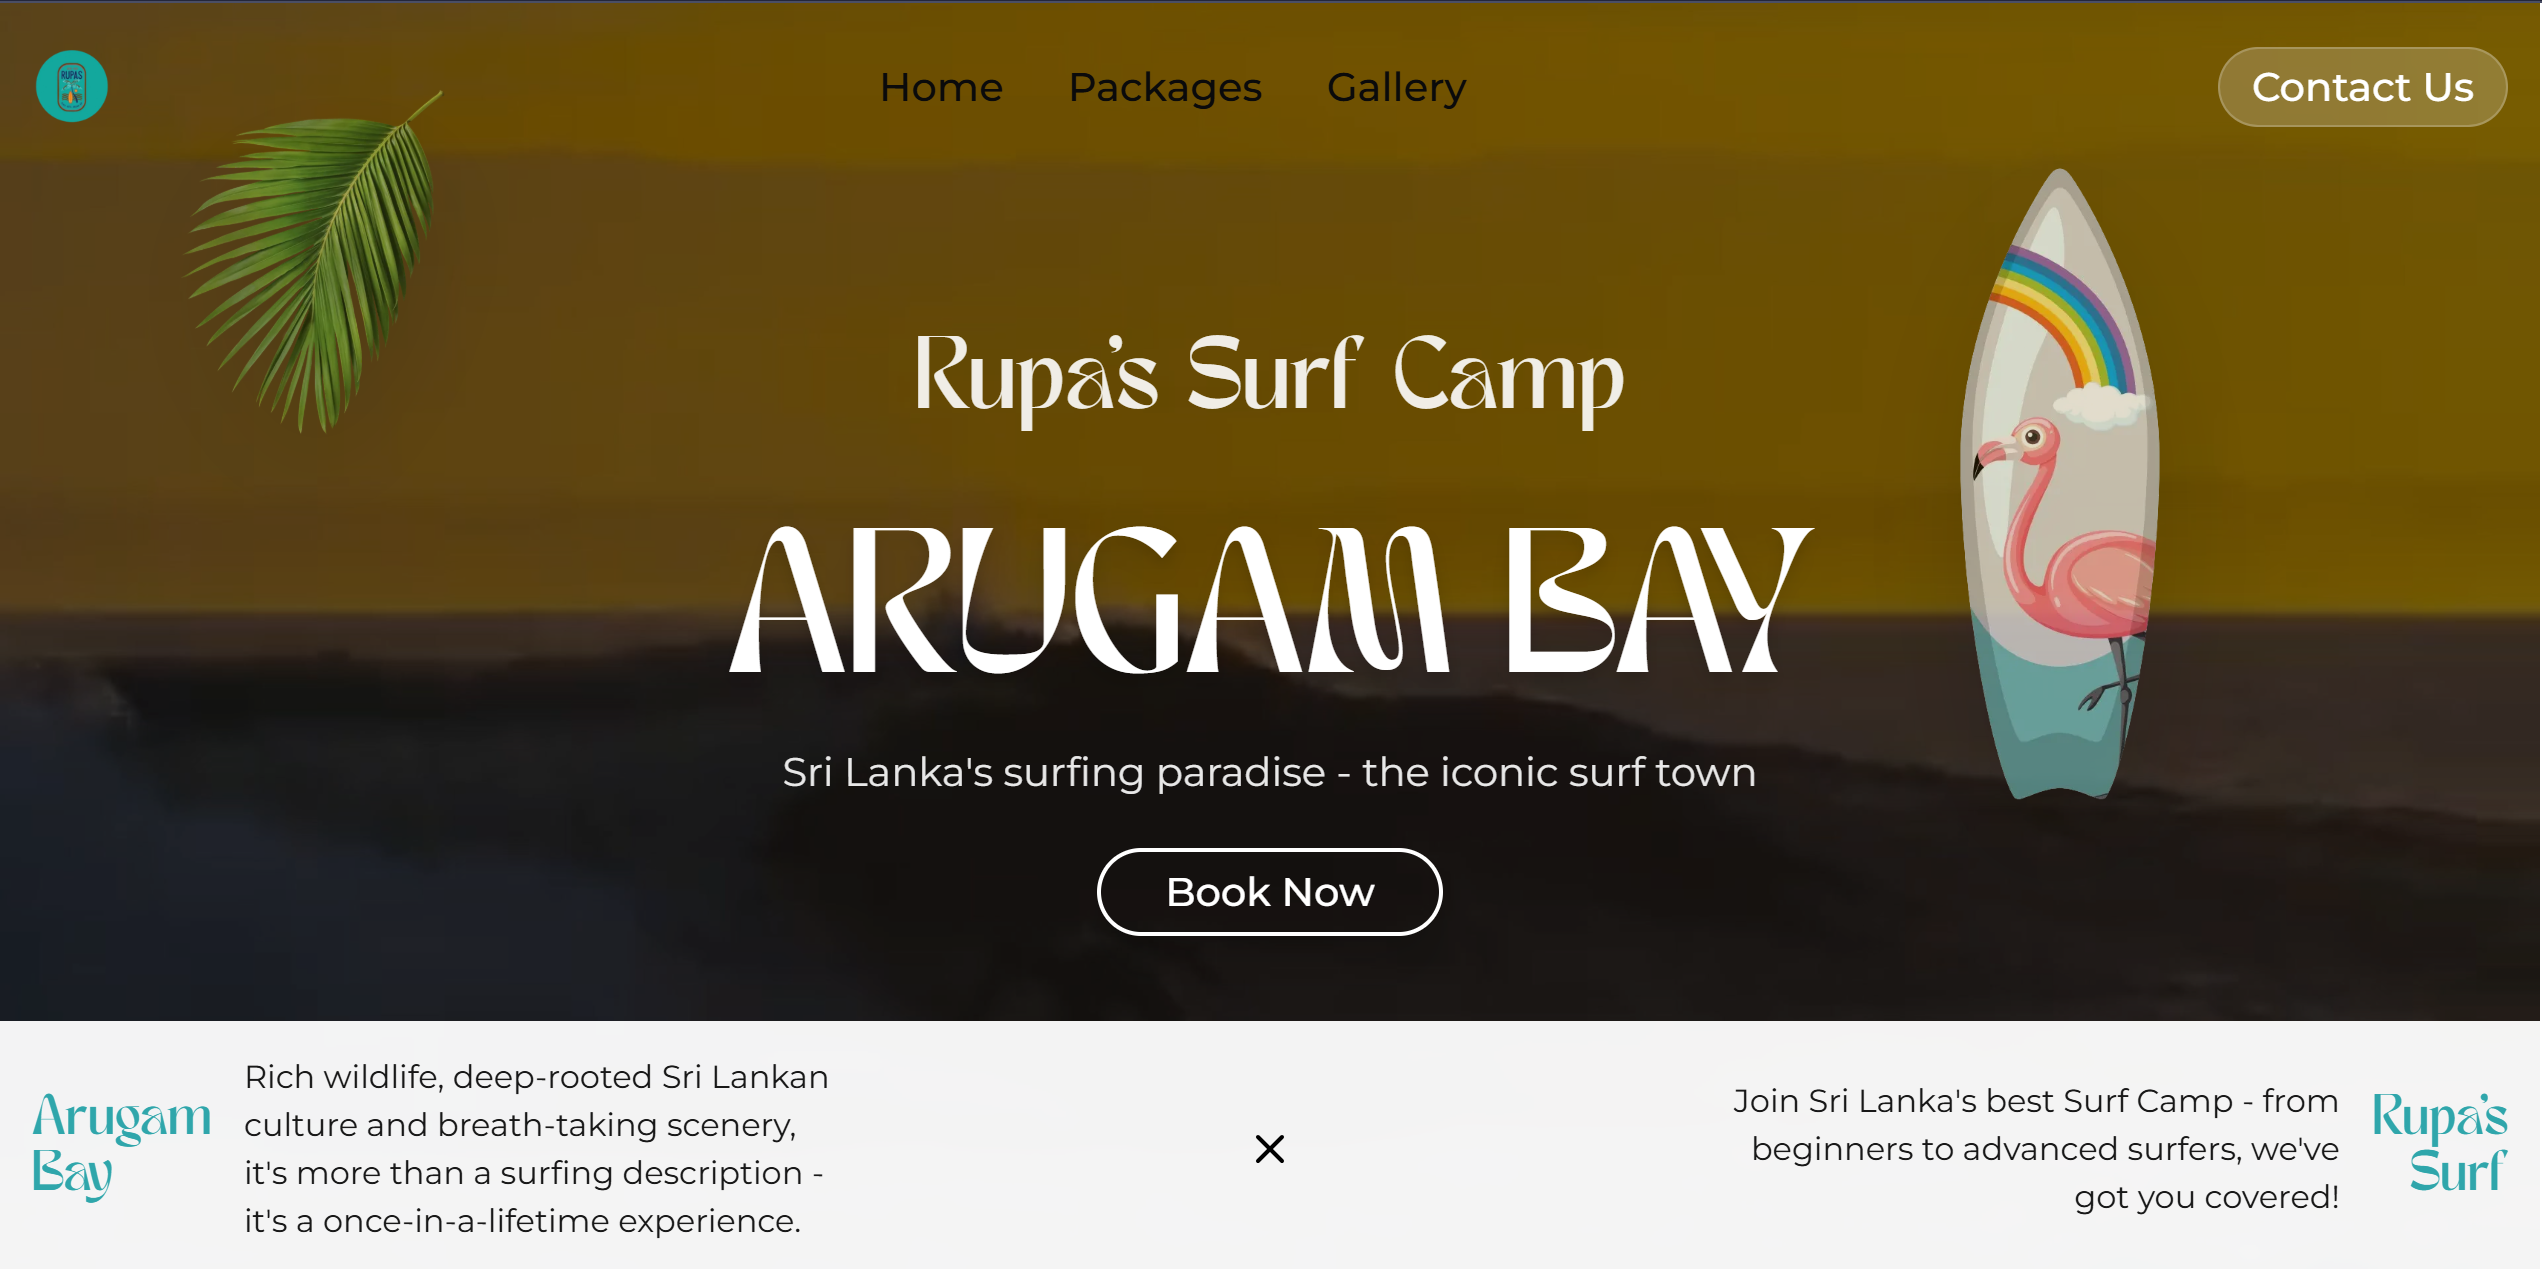 RUPAS
Home
Packages
Gallery
Contact Us
Rupa's Surf Camp
ARUGAM BAY
Sri Lanka's surfing paradise - the iconic surf town
Book Now
Arugam
Bay
Rich wildlife, deep-rooted Sri Lankan
culture and breath-taking scenery,
it's more than a surfing description -
it's a once-in-a-lifetime experience.
Join Sri Lanka's best Surf Camp - from
beginners to advanced surfers, we've
got you covered!
Rupa's
Surf